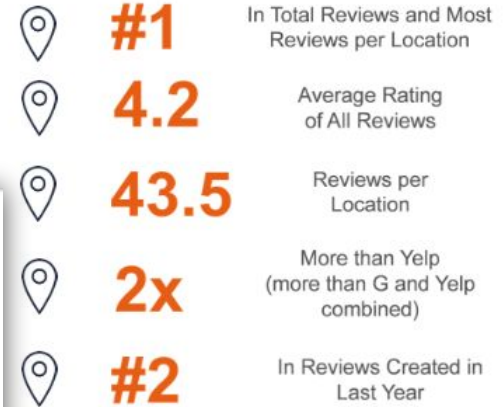 #1
In Total Reviews and Most
Reviews per Location
4.2
Average Rating
of All Reviews
43.5
Reviews per
Location
2x
More than Yelp
(more than G and Yelp
combined)
#2
In Reviews Created in
Last Year